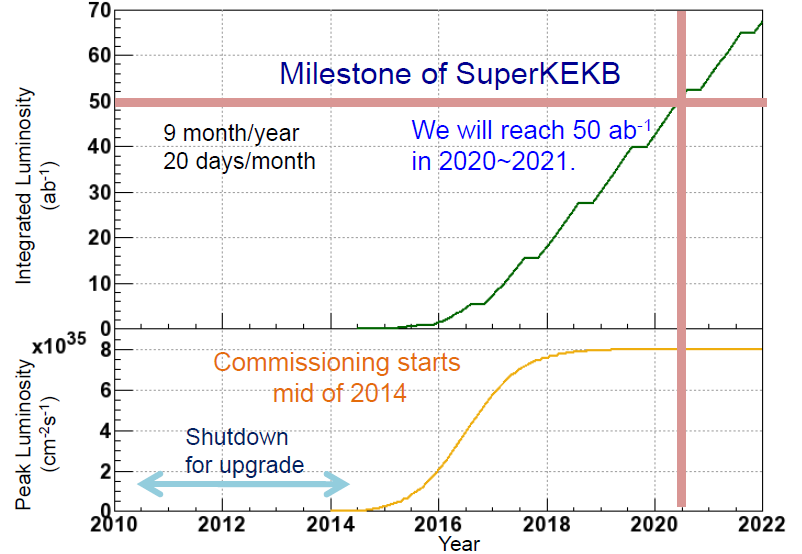 70
60
50
40
30
20
10
0
Integrated Luminosity
(ab-1)
Milestone of SuperKEKB
9 month/year
20 days/month
We will reach 50 ab-1
in 2020~2021.
x10^35
8
6
4
2
0
Peak Luminosity
(cm-2s-1)
Commissioning starts
mid of 2014
Shutdown
for upgrade
2010 2012 2014 2016 2018 2020 2022
Year